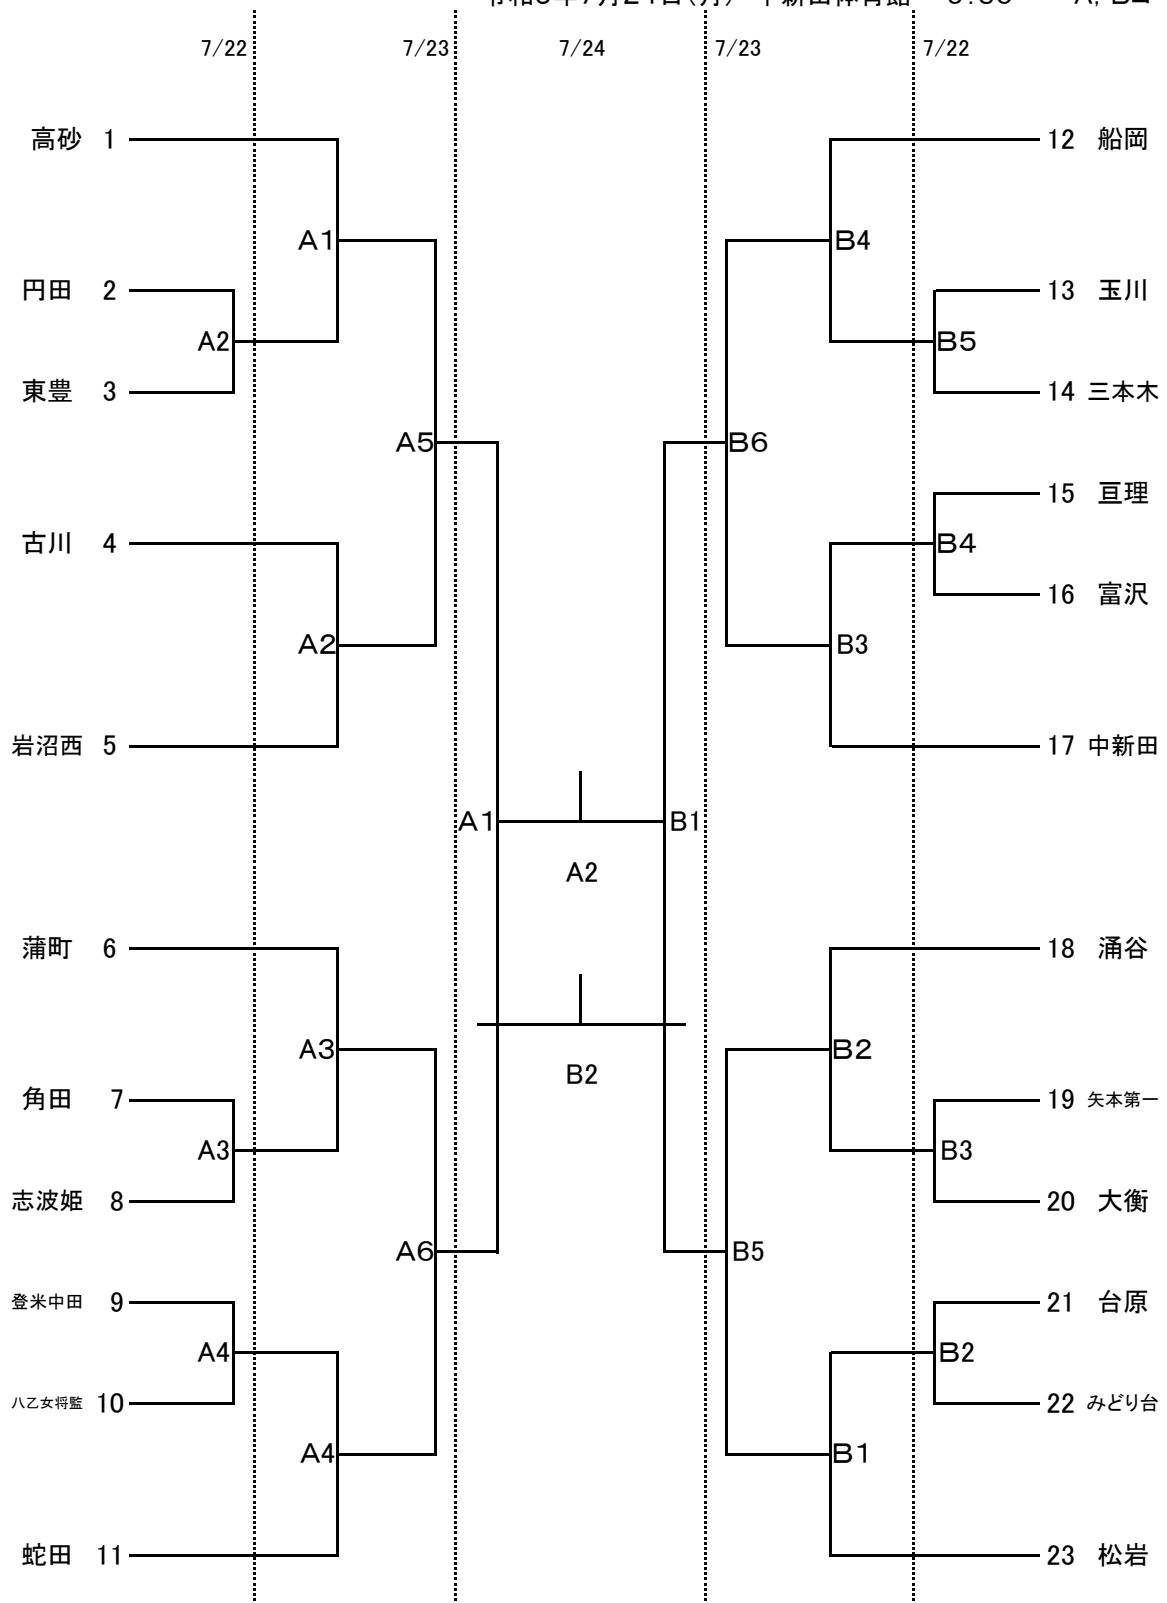 7/22 7/23 7/24 7/23 7/22
高砂 1
12 船岡
A1
B4
円田 2
13 玉川
A2
B5
東豊 3
14 三本木
A5
B6
15 亘理
古川 4
B4
16 富沢
A2
B3
岩沼西 5
17 中新田
A1
B1
A2
蒲町 6
18 涌谷
A3
B2
B2
角田 7
19 矢本第一
A3
B3
志波姫 8
20 大衡
A6
B5
登米中田 9
21 台原
A4
B2
八乙女将監 10
22 みどり台
A4
B1
蛇田 11
23 松岩